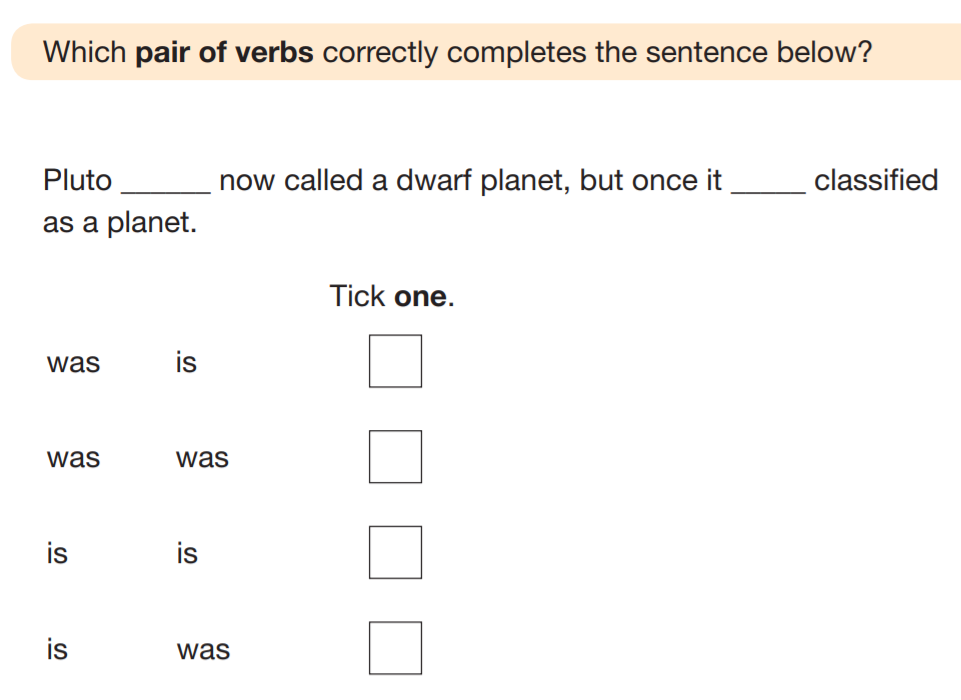 Which pair of verbs correctly completes the sentence below?
Pluto ______ now called a dwarf planet, but once it _____ classified
as a planet.
Tick one.
was is
was was
is is
is was